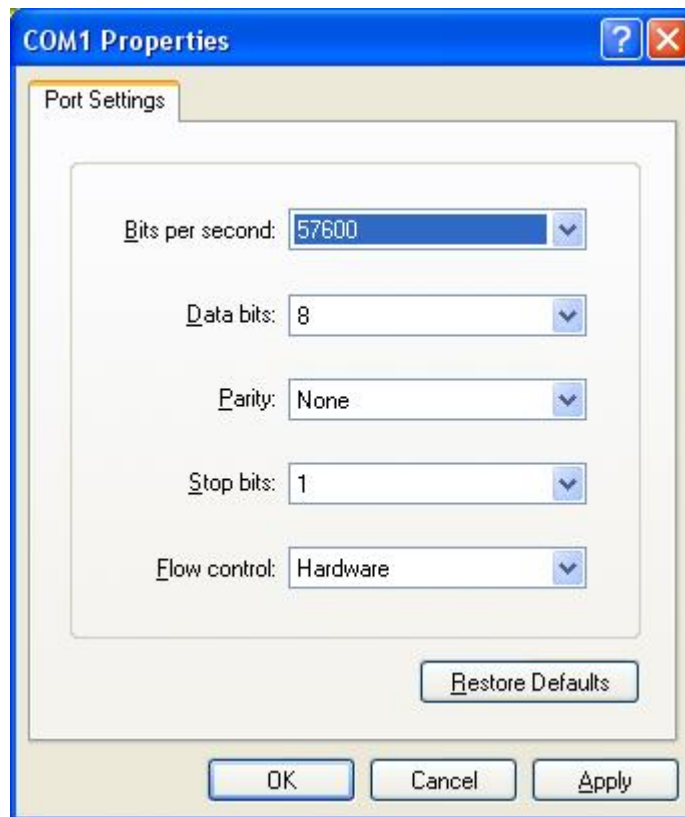 COM1 Properties
Port Settings
Bits per second: 57600
Data bits: 8
Parity: None
Stop bits: 1
Flow control: Hardware
Restore Defaults
OK Cancel Apply